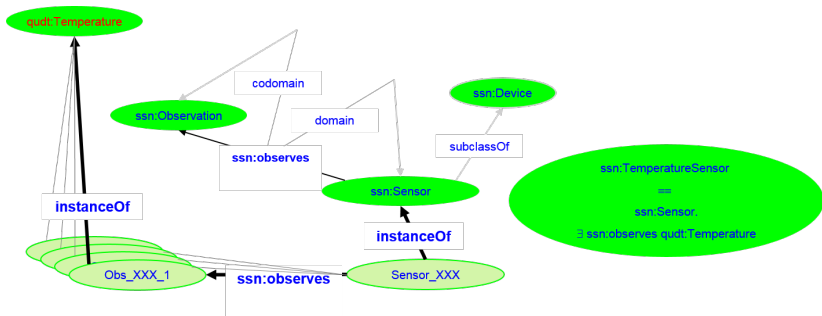 qudt:Temperature
codomain
ssn:Device
ssn:Observation
domain
subclassOf
ssn:observes
ssn:TemperatureSensor
==
ssn:Sensor.
∃ ssn:observes qudt:Temperature
ssn:Sensor
instanceOf
instanceOf
Obs_XXX_1
ssn:observes
Sensor_XXX